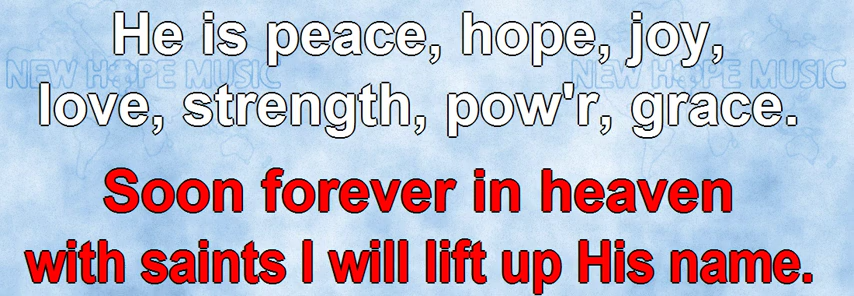 He is peace, hope, joy,
NEW HOPE MUSIC NEW HOPE MUSIC
love, strength, pow'r, grace.
Soon forever in heaven
with saints I will lift up His name.